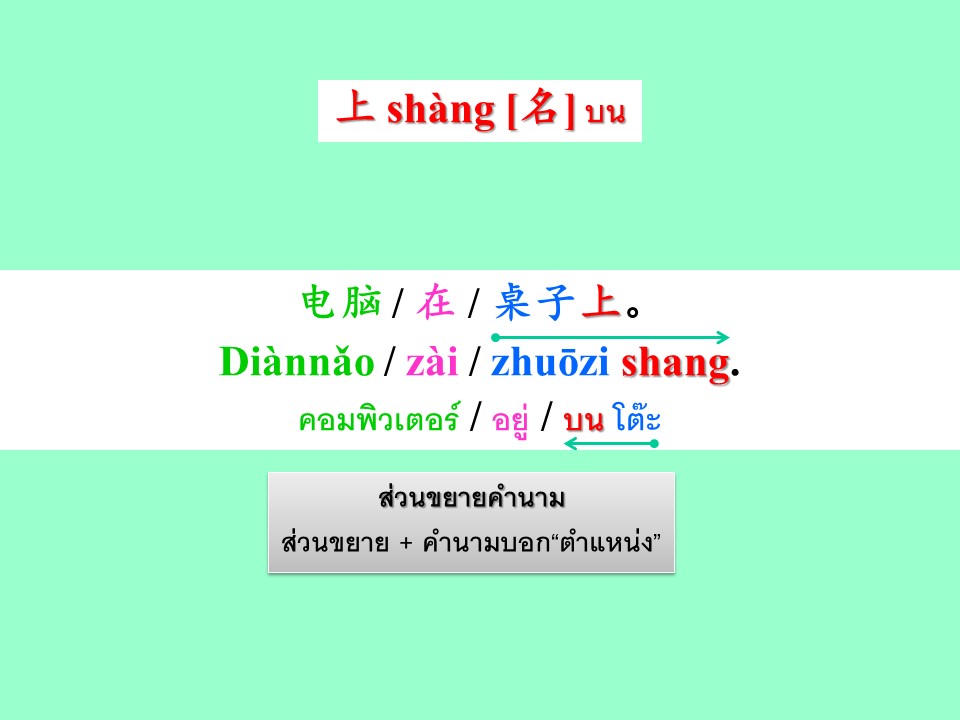 上 shàng [名] บน
电脑 / 在 / 桌子上。
Diànnǎo / zài / zhuōzi shang.
คอมพิวเตอร์ / อยู่ / บน โต๊ะ
ส่วนขยายคำนาม
ส่วนขยาย + คำนามบอก“ตำแหน่ง”